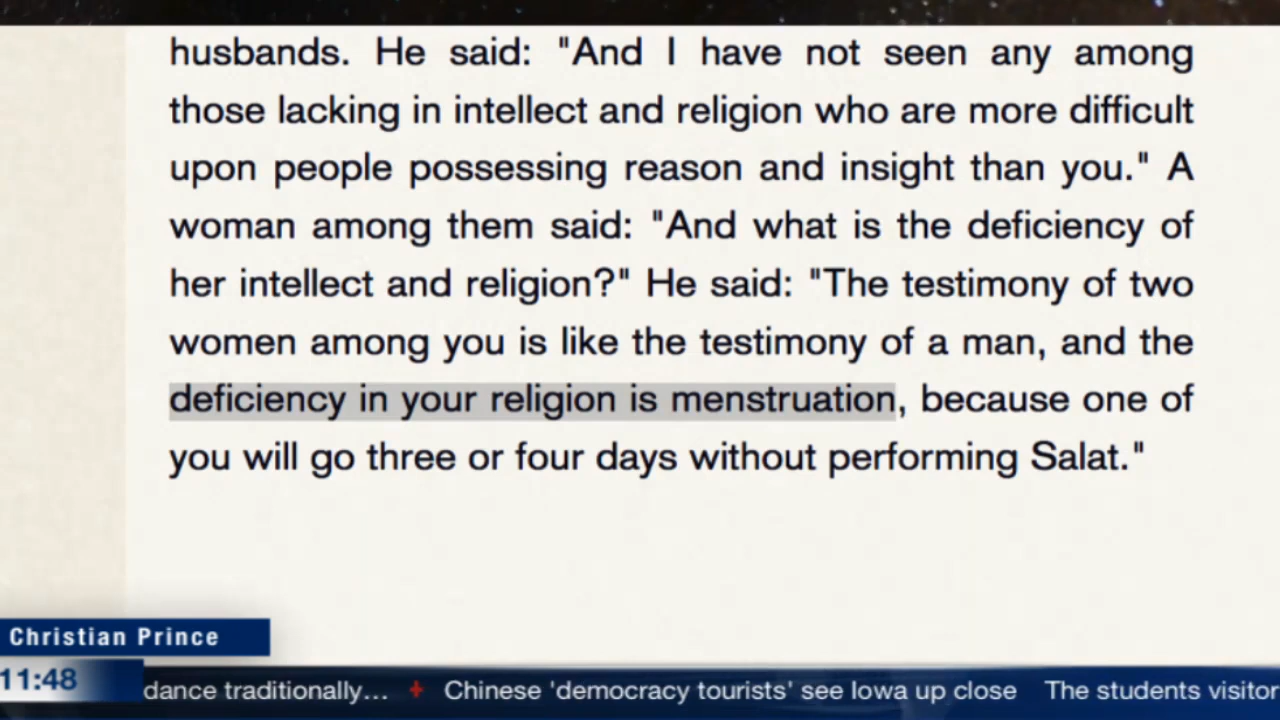 husbands. He said: "And I have not seen any among
those lacking in intellect and religion who are more difficult
upon people possessing reason and insight than you." A
woman among them said: "And what is the deficiency of
her intellect and religion?" He said: "The testimony of two
women among you is like the testimony of a man, and the
deficiency in your religion is menstruation, because one of
you will go three or four days without performing Salat."
Christian Prince
11:48
dance traditionally... Chinese 'democracy tourists' see Iowa up close The students visitor